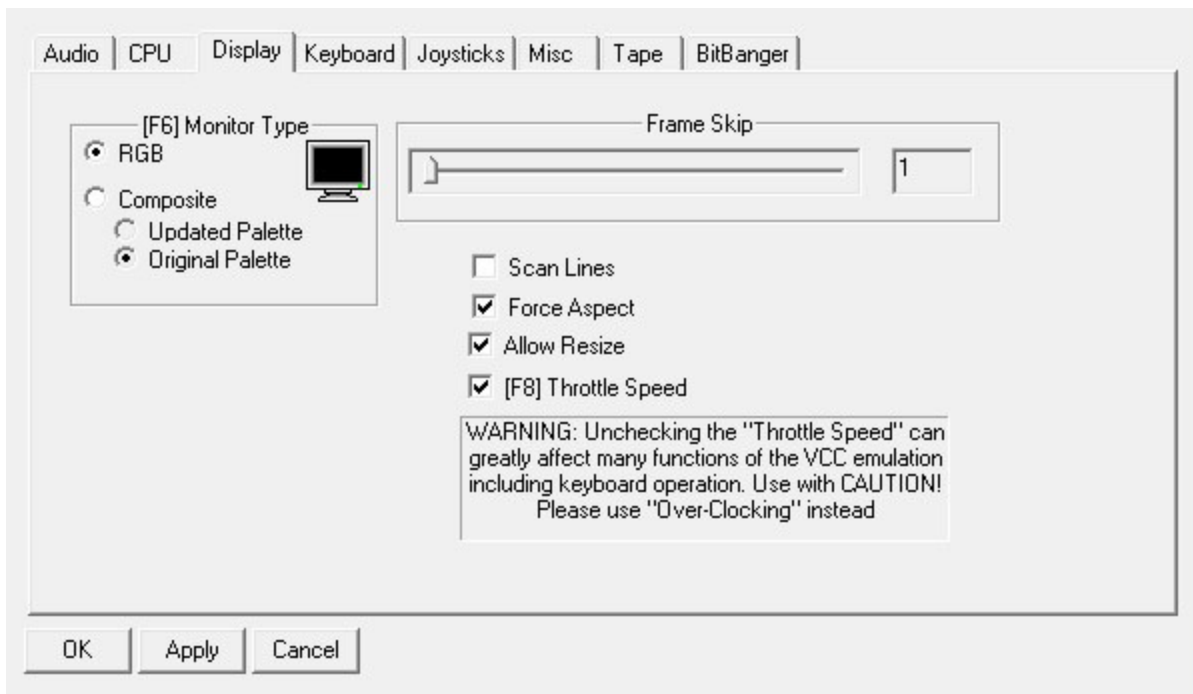 Audio CPU Display Keyboard Joysticks Misc Tape BitBanger
[F6] Monitor Type
RGB
Composite
Updated Palette
Original Palette
Frame Skip
1
Scan Lines
Force Aspect
Allow Resize
[F8] Throttle Speed
WARNING: Unchecking the "Throttle Speed" can
greatly affect many functions of the VCC emulation
including keyboard operation. Use with CAUTION!
Please use "Over-Clocking" instead
OK Apply Cancel